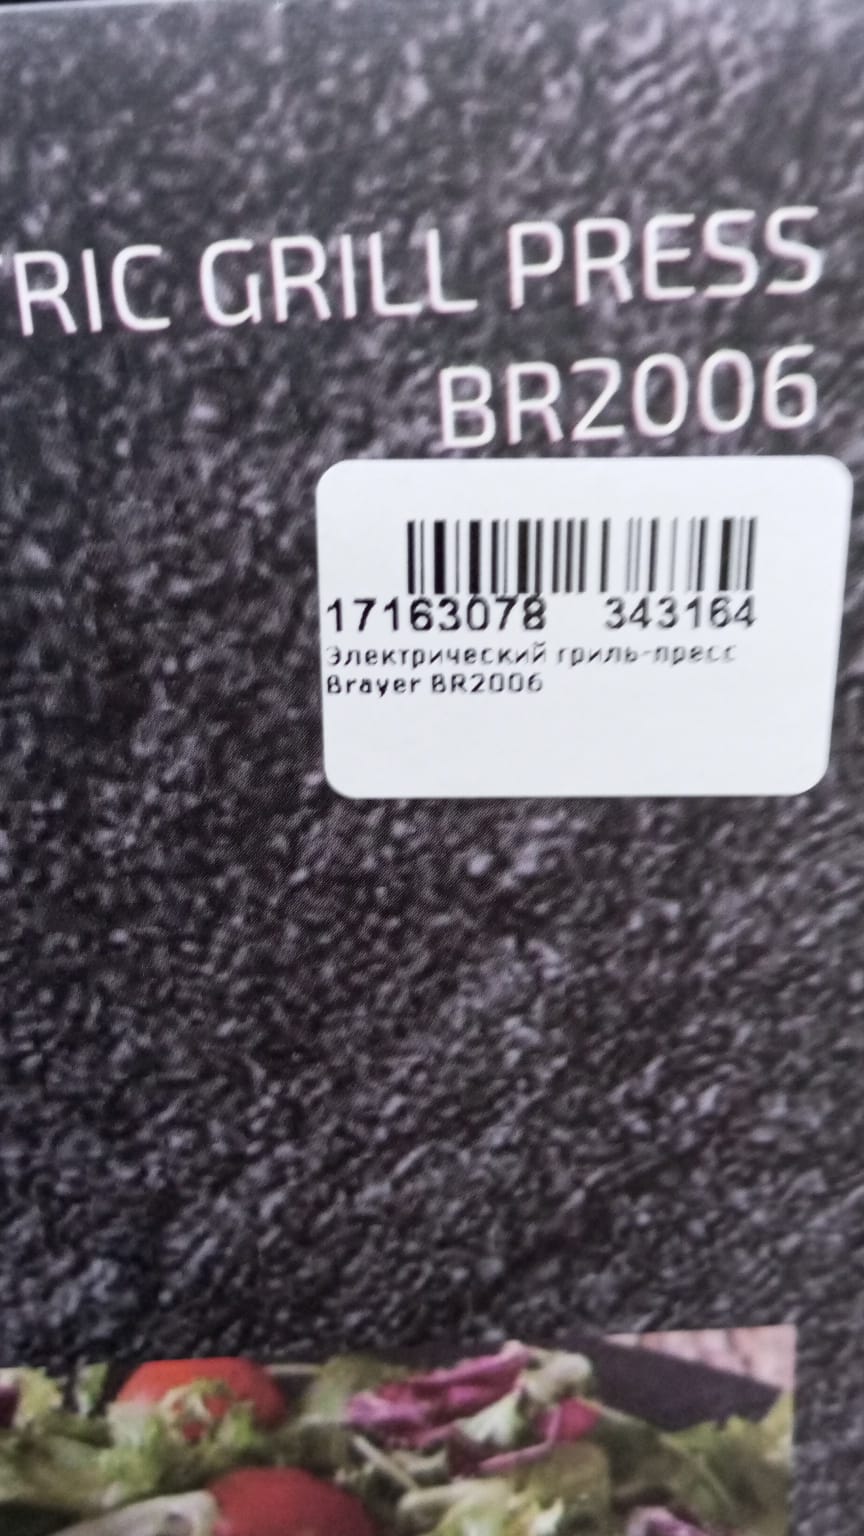 RIC GRILL PRESS
BR2006
17163078 343164
Электрический гриль-пресс
Brayer BR2006